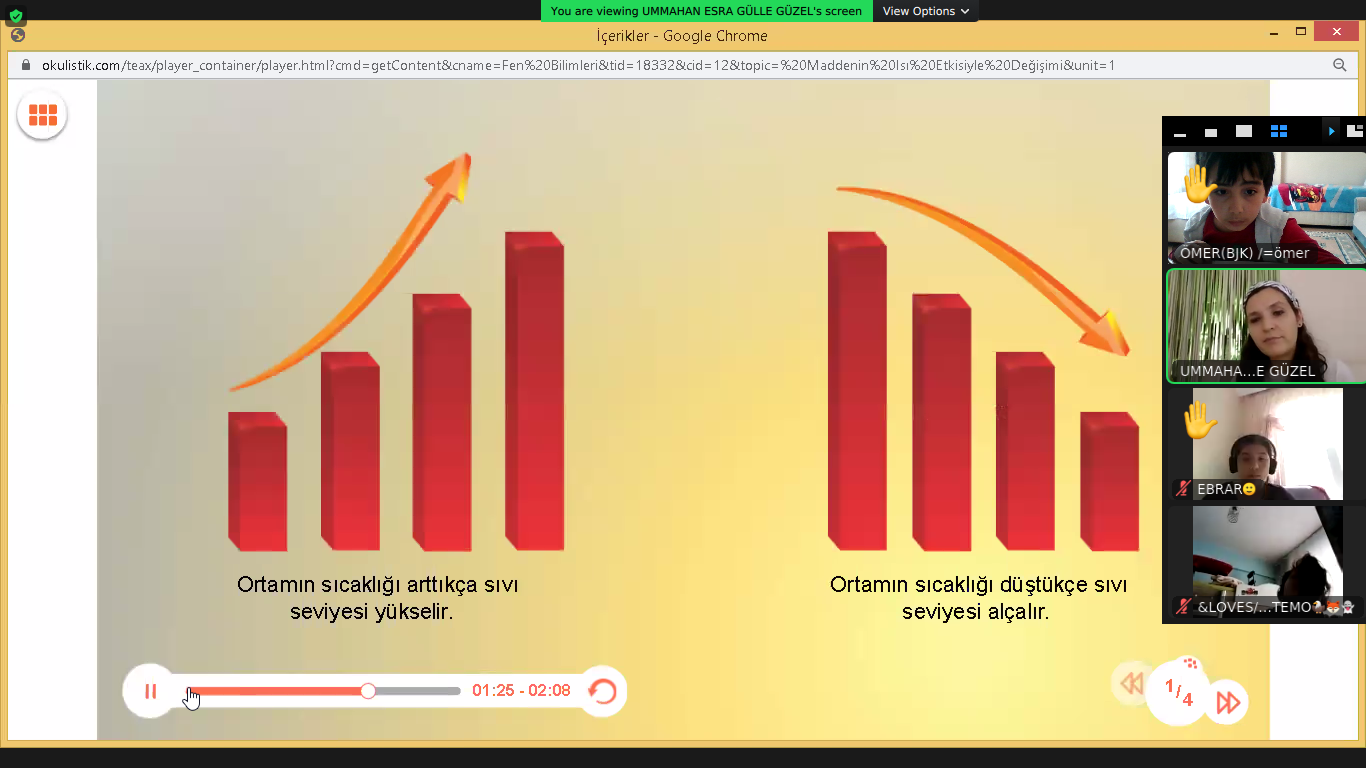 You are viewing UMMAHAN ESRA GÜLLE GÜZEL's screen
View Options
İçerikler - Google Chrome
okulistik.com/teax/player_container/player.html?cmd=getContent&cname=Fen%20Bilimleri&tid=18332&cid=12&topic=%20Maddenin%20Isı%20Etkisiyle%20Değişimi&unit=1
ÖMER(BJK) /=ömer
UMMAHA...E GÜZEL
EBRAR🙂
&LOVES/...TEMO🐕🦊👻
Ortamın sıcaklığı arttıkça sıvı
seviyesi yükselir.
Ortamın sıcaklığı düştükçe sıvı
seviyesi alçalır.
01:25 - 02:08
1/4